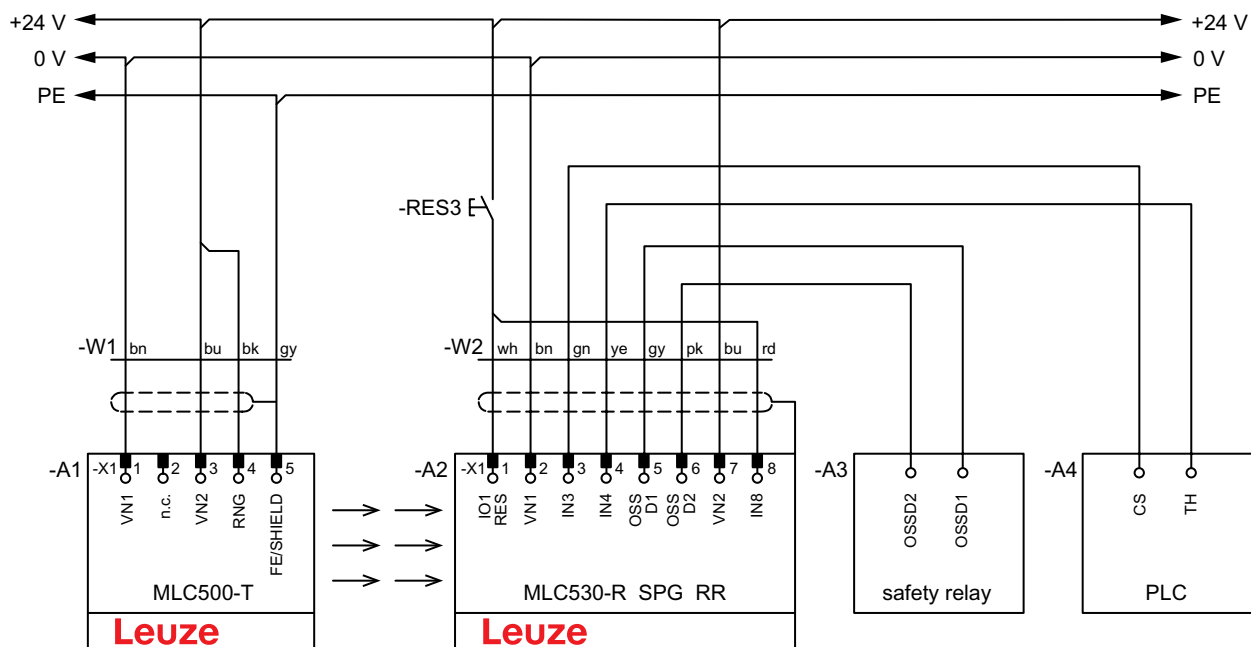 +24 V
+24 V
0 V
0 V
PE
PE
-RES3
-W1
bn
bu
bk
gy
-W2
wh
bn
gn
ye
gy
pk
bu
rd
-A1
-X1
1
2
3
4
5
VN1
n.c.
VN2
RNG
FE/SHIELD
MLC500-T
Leuze
-A2
-X1
1
2
3
4
5
6
7
8
IO1
RES
VN1
IN3
IN4
OSS
D1
OSS
D2
VN2
IN8
MLC530-R SPG RR
Leuze
-A3
OSSD2
OSSD1
safety relay
-A4
CS
TH
PLC